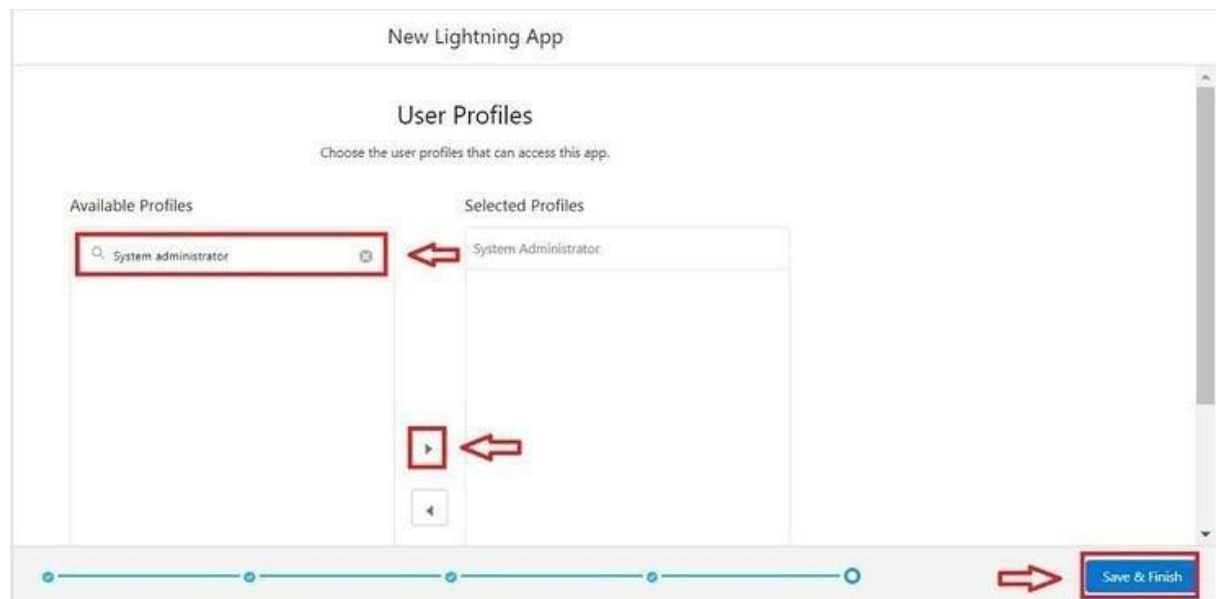 New Lightning App
User Profiles
Choose the user profiles that can access this app.
Available Profiles
Selected Profiles
System administrator
System Administrator
Save & Finish